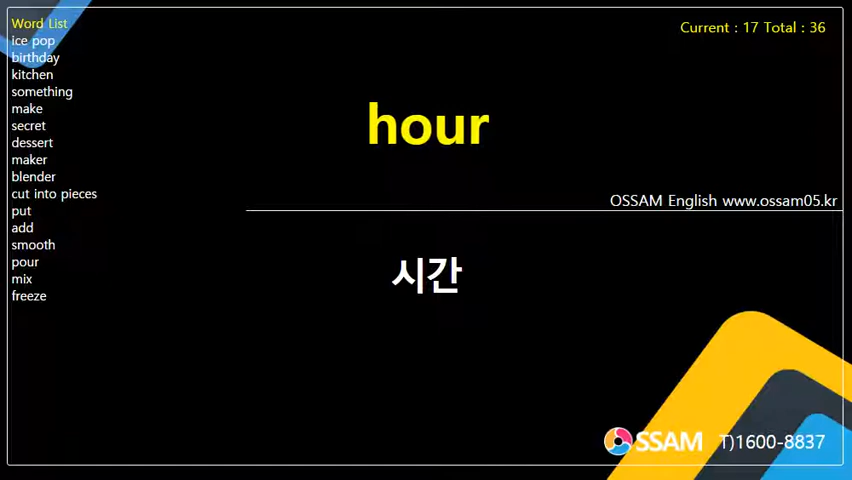 Word List
ice pop
birthday
kitchen
something
make
secret
dessert
maker
blender
cut into pieces
put
add
smooth
pour
mix
freeze
Current : 17 Total : 36
hour
OSSAM English www.ossam05.kr
시간
OSSAM T)1600-8837